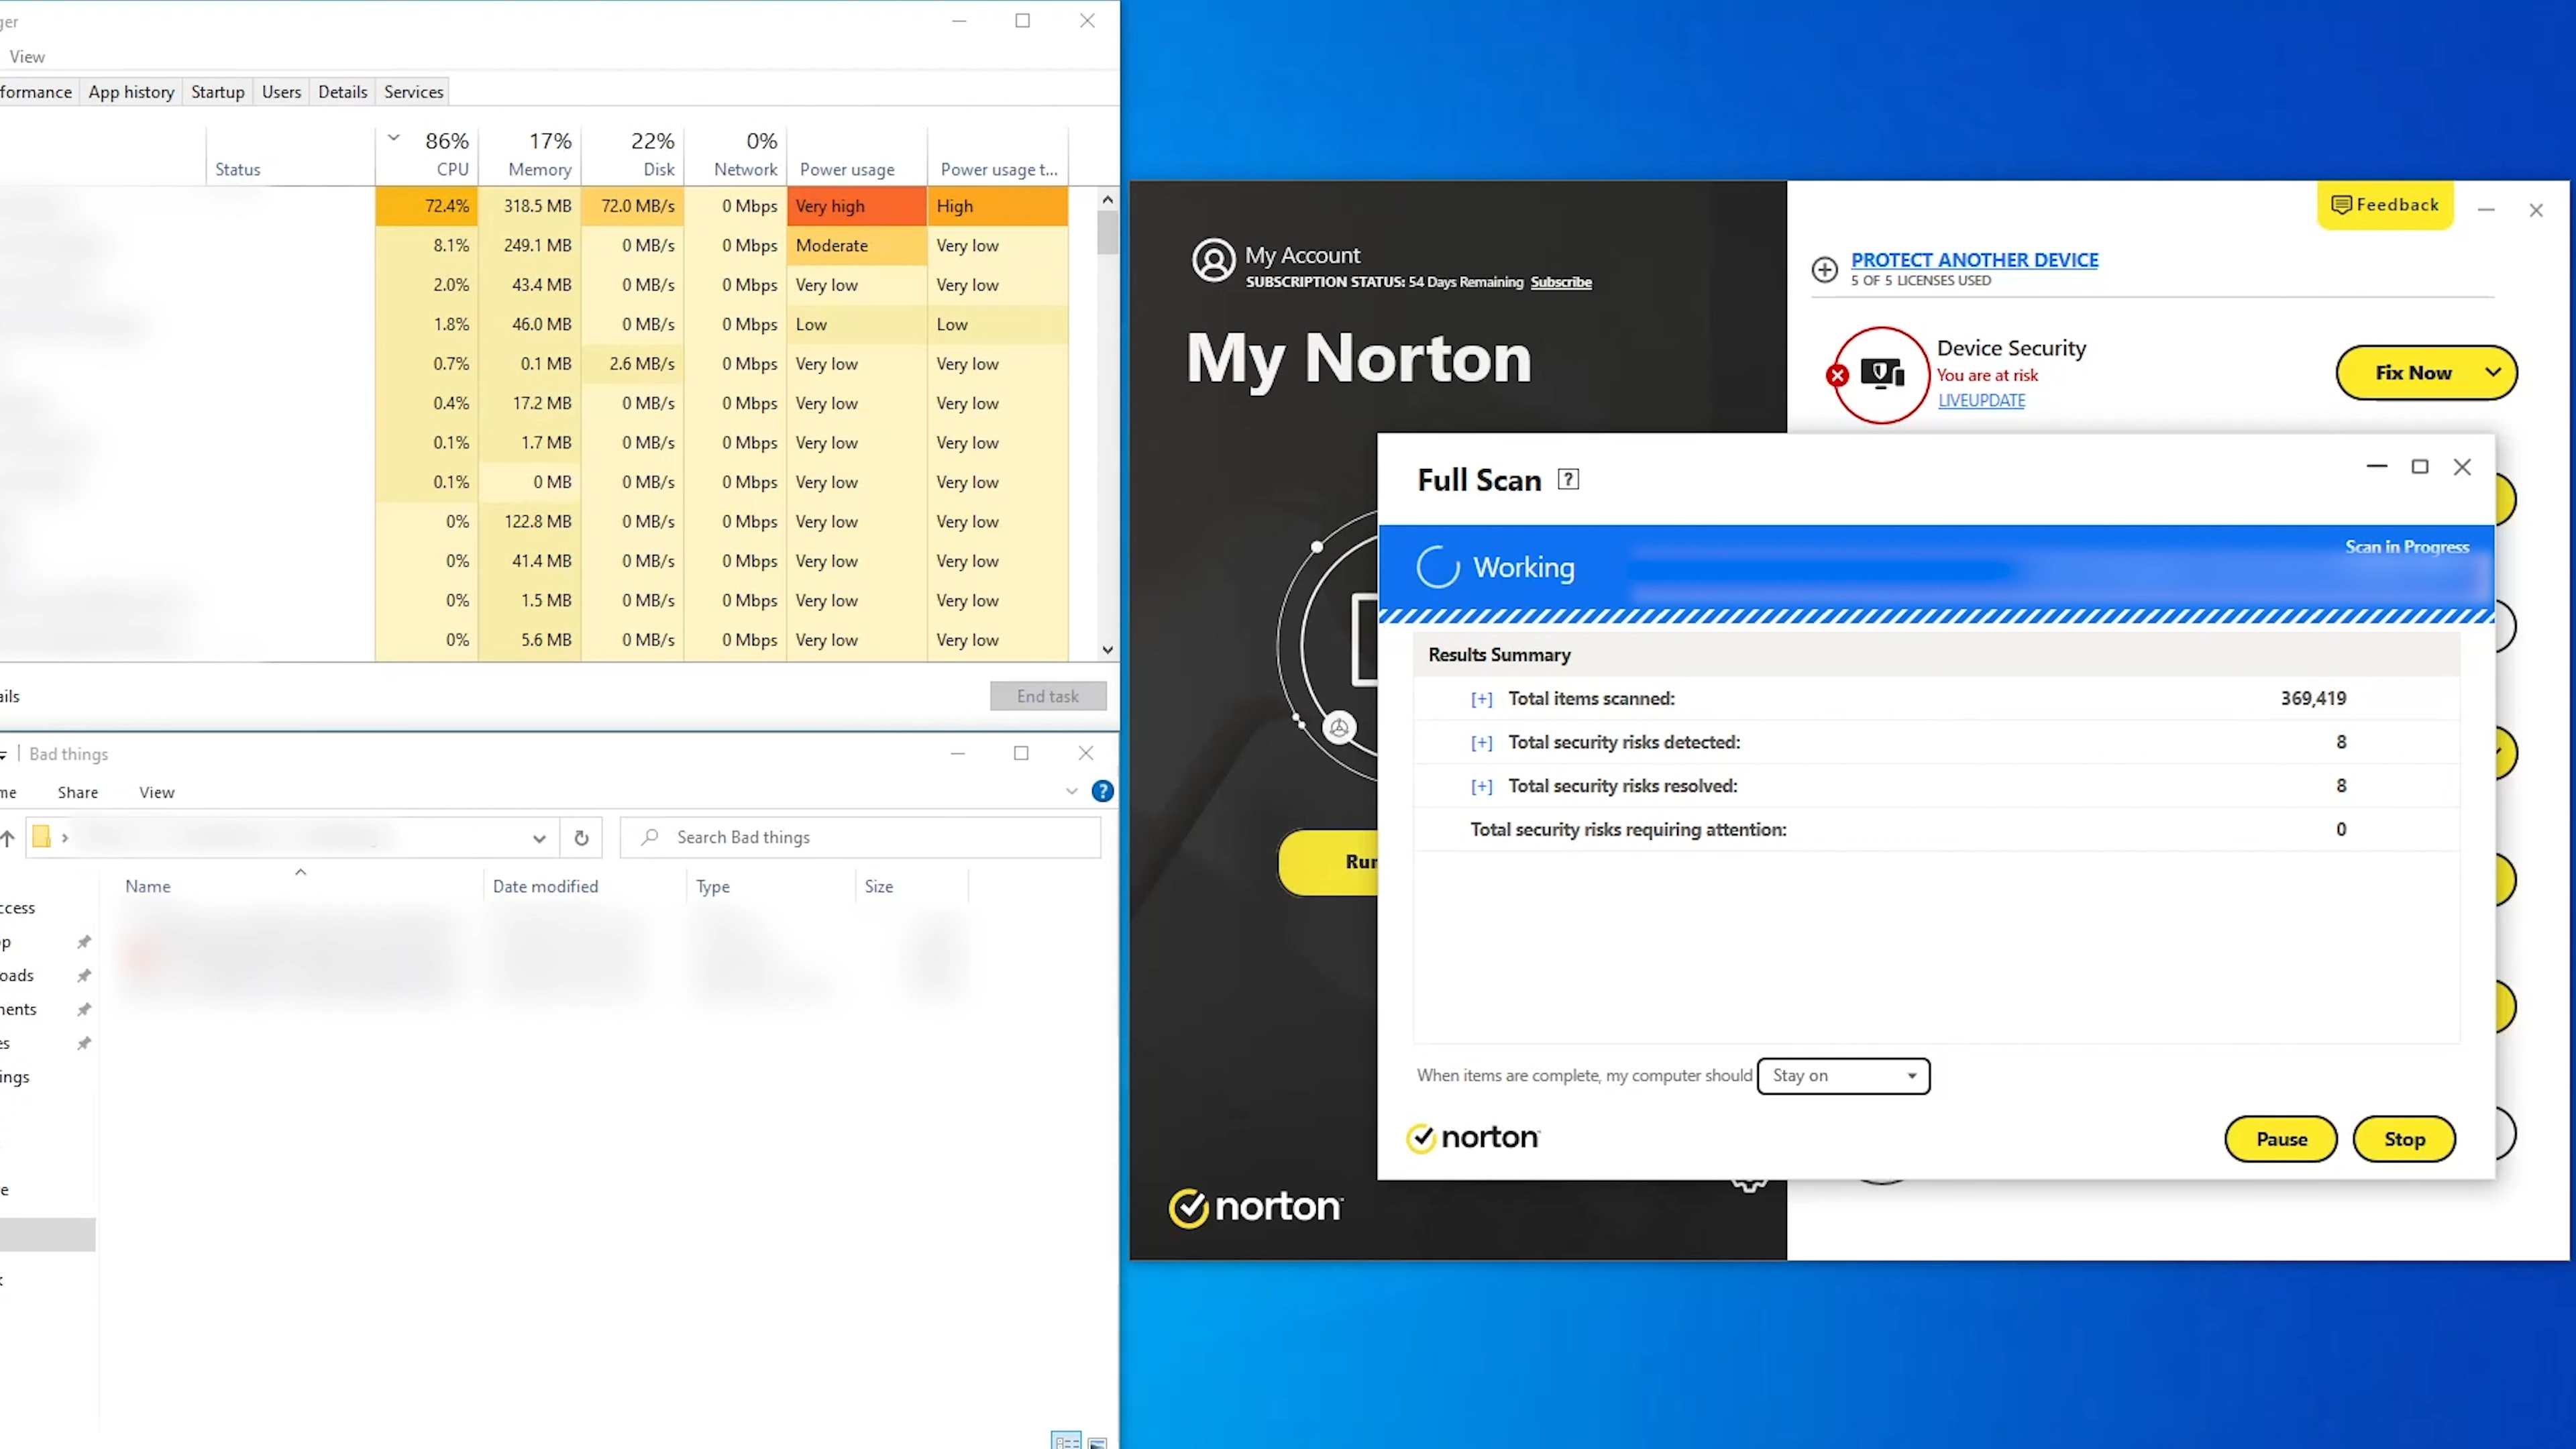 ger
View
formance App history Startup Users Details Services
86% 17% 22% 0%
Status CPU Memory Disk Network Power usage Power usage t...
72.4% 318.5 MB 72.0 MB/s 0 Mbps Very high High
8.1% 249.1 MB 0 MB/s 0 Mbps Moderate Very low
2.0% 43.4 MB 0 MB/s 0 Mbps Very low Very low
1.8% 46.0 MB 0 MB/s 0 Mbps Low Low
0.7% 0.1 MB 2.6 MB/s 0 Mbps Very low Very low
0.4% 17.2 MB 0 MB/s 0 Mbps Very low Very low
0.1% 1.7 MB 0 MB/s 0 Mbps Very low Very low
0.1% 0 MB 0 MB/s 0 Mbps Very low Very low
0% 122.8 MB 0 MB/s 0 Mbps Very low Very low
0% 41.4 MB 0 MB/s 0 Mbps Very low Very low
0% 1.5 MB 0 MB/s 0 Mbps Very low Very low
0% 5.6 MB 0 MB/s 0 Mbps Very low Very low
ails End task
Bad things
me Share View
Search Bad things
Name Date modified Type Size
ccess
op
oads
ments
es
ings
e
Feedback
My Account
SUBSCRIPTION STATUS: 54 Days Remaining Subscribe
My Norton
PROTECT ANOTHER DEVICE
5 OF 5 LICENSES USED
Device Security
You are at risk
LIVEUPDATE
Fix Now
Run
norton
Full Scan [?]
Working
Scan in Progress
Results Summary
[+] Total items scanned: 369,419
[+] Total security risks detected: 8
[+] Total security risks resolved: 8
Total security risks requiring attention: 0
When items are complete, my computer should Stay on
norton
Pause Stop